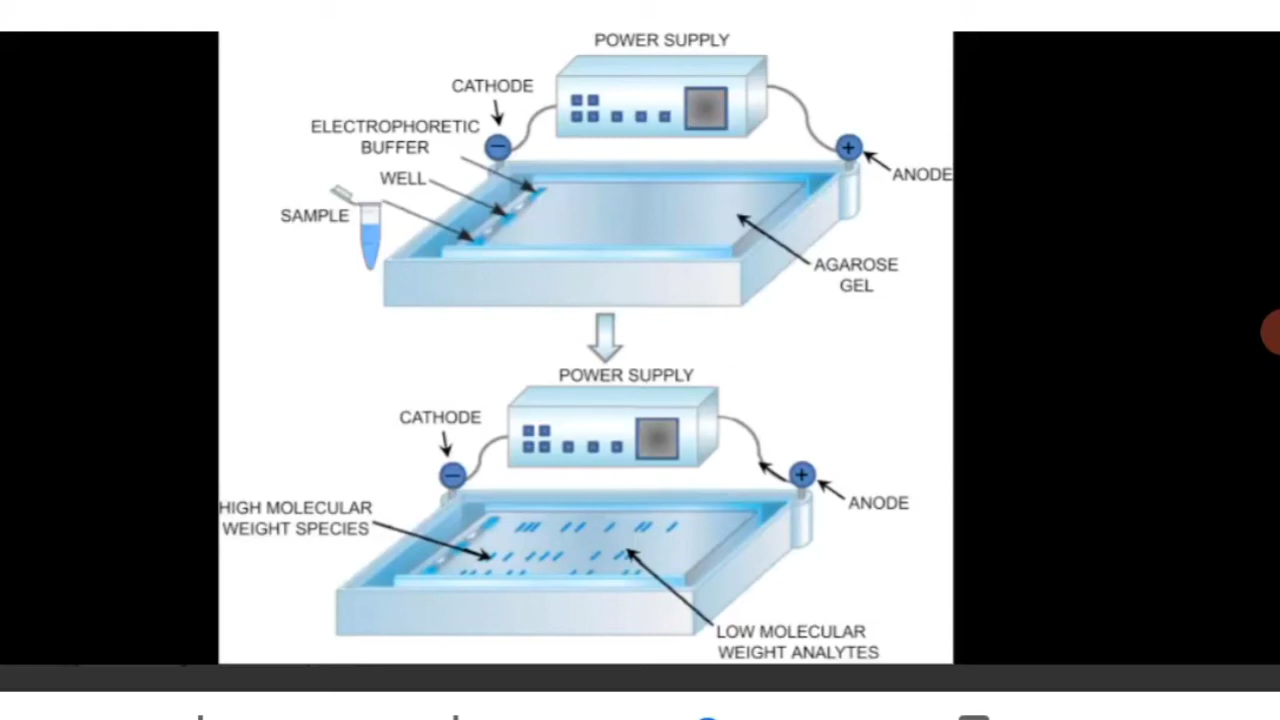 POWER SUPPLY
CATHODE
ELECTROPHORETIC
BUFFER
WELL
SAMPLE
ANODE
AGAROSE
GEL
POWER SUPPLY
CATHODE
HIGH MOLECULAR
WEIGHT SPECIES
ANODE
LOW MOLECULAR
WEIGHT ANALYTES